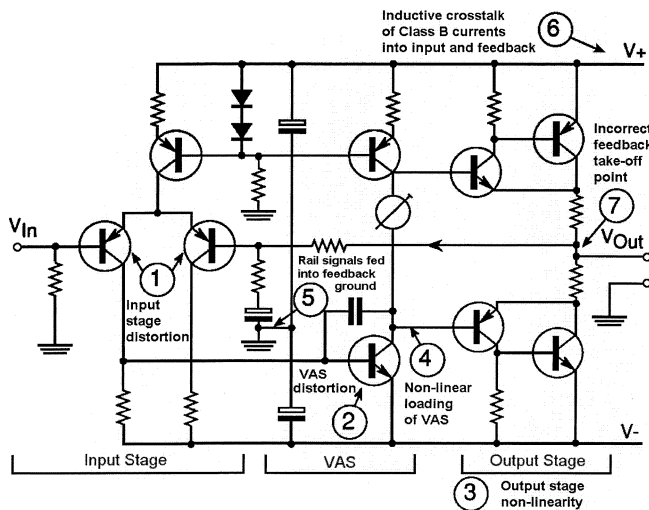 Inductive crosstalk
of Class B currents
into input and feedback
6
V+
Incorrect
feedback
take-off
point
7
VIn
VOut
1
Input
stage
distortion
Rail signals fed
into feedback
ground
5
VAS
distortion
2
4
Non-linear
loading
of VAS
V-
Input Stage
VAS
Output Stage
3
Output stage
non-linearity